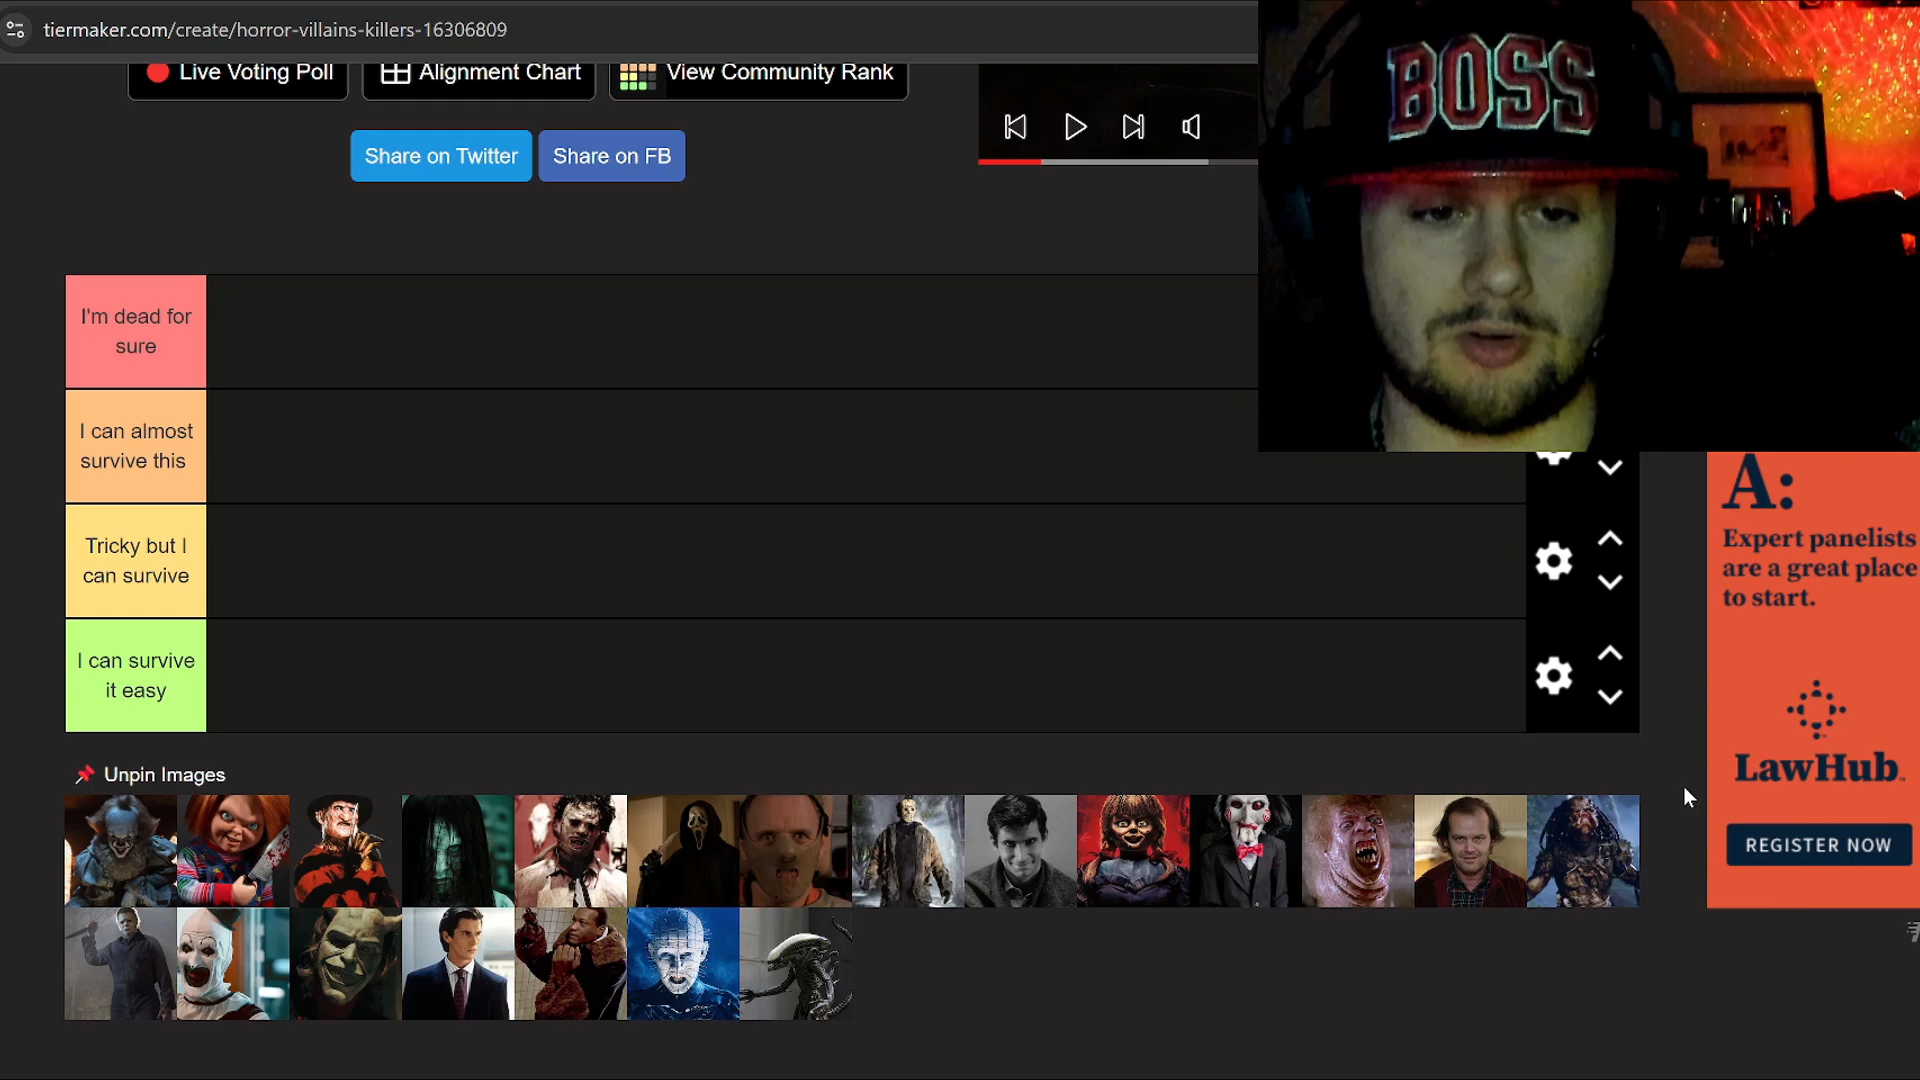 tiermaker.com/create/horror-villains-killers-16306809
Live Voting Poll
Alignment Chart
View Community Rank
BOSS
Share on Twitter
Share on FB
I'm dead for
sure
I can almost
survive this
Tricky but I
can survive
I can survive
it easy
A:
Expert panelists
are a great place
to start.
LawHub
REGISTER NOW
Unpin Images